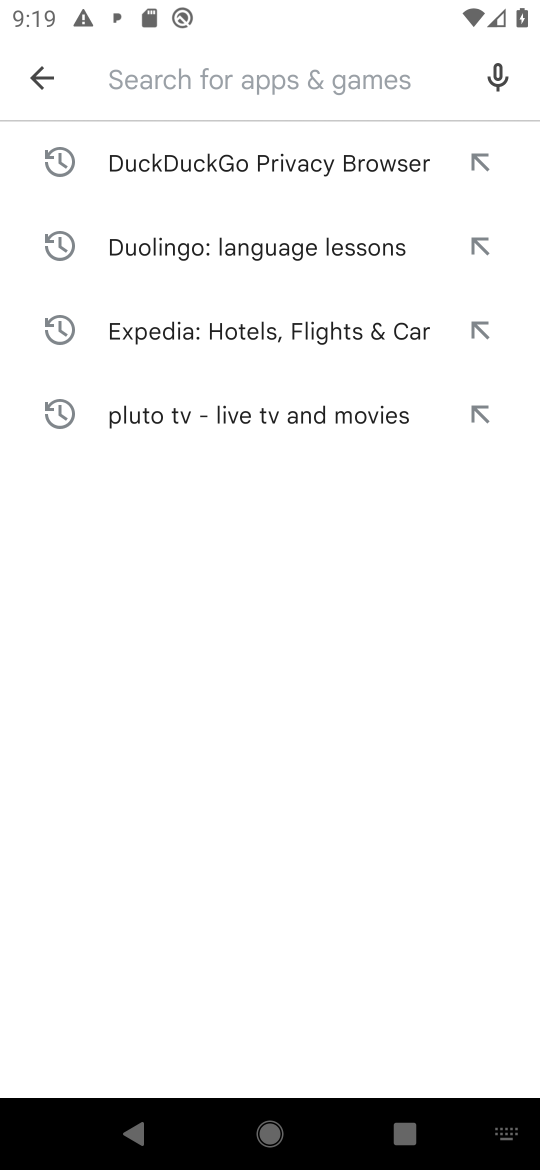 9:19
Search for apps & games
DuckDuckGo Privacy Browser
Duolingo: language lessons
Expedia: Hotels, Flights & Car
pluto tv - live tv and movies